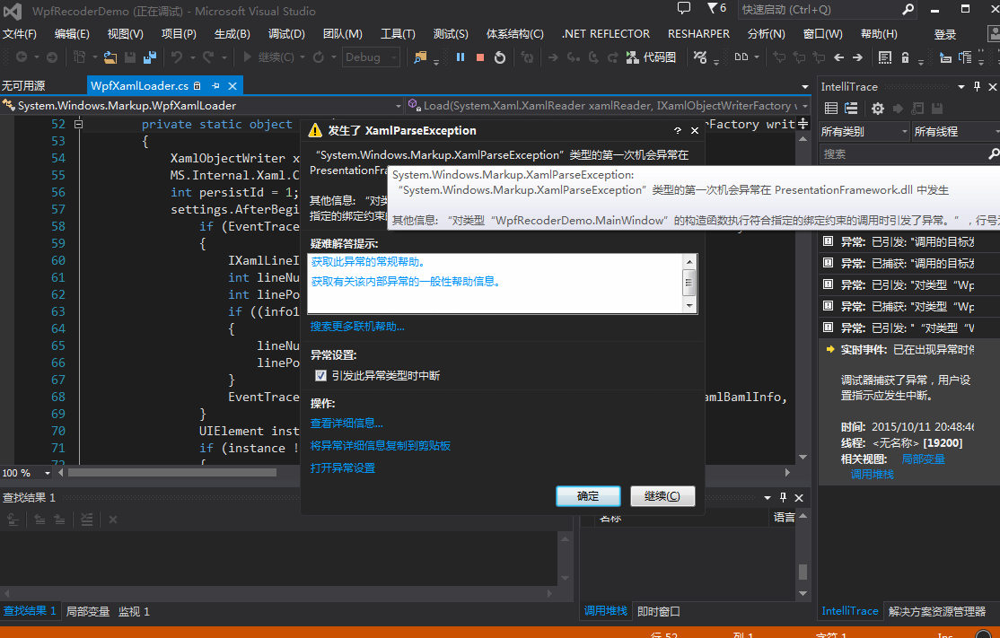 WpfRecoderDemo (正在调试) - Microsoft Visual Studio
6
快速启动 (Ctrl+Q)
文件(F) 编辑(E) 视图(V) 项目(P) 生成(B) 调试(D) 团队(M) 工具(T) 测试(S) 体系结构(C) .NET REFLECTOR RESHARPER 分析(N) 窗口(W) 帮助(H) 登录
继续(C) Debug 代码图
无可用源
WpfXamlLoader.cs
System.Windows.Markup.WpfXamlLoader
Load(System.Xaml.XamlReader xamlReader, IXamlObjectWriterFactory v
52 private static object
erFactory writ
53 {
54 XamlObjectWriter x
55 MS.Internal.Xaml.C
56 int persistId = 1;
57 settings.AfterBegi
58 if (EventTrace
59 {
60 IXamlLineI
61 int lineNu
62 int linePo
63 if ((info1
64 {
65 lineNu
66 linePo
67 }
68 EventTrace
amlBamlInfo,
69 }
70 UIElement inst
71 if (instance !
72 {
100 %
发生了 XamlParseException
“System.Windows.Markup.XamlParseException”类型的第一次机会异常在
PresentationFra
其他信息: “对类
指定的绑定约束的
System.Windows.Markup.XamlParseException:
“System.Windows.Markup.XamlParseException”类型的第一次机会异常在 PresentationFramework.dll 中发生
其他信息: “对类型“WpfRecoderDemo.MainWindow”的构造函数执行符合指定的绑定约束的调用时引发了异常。”，行号为
疑难解答提示:
获取此异常的常规帮助。
获取有关该内部异常的一般性帮助信息。
搜索更多联机帮助...
异常设置:
引发此异常类型时中断
操作:
查看详细信息...
将异常详细信息复制到剪贴板
打开异常设置
确定
继续(C)
IntelliTrace
所有类别 所有线程
搜索
异常: 已引发: "调用的目标发
异常: 已捕获: "调用的目标发
异常: 已引发: "对类型 “Wp
异常: 已捕获: "对类型 “Wp
异常: 已引发: " “对类型 “W
实时事件: 已在出现异常时停
调试器捕获了异常，用户设
置指示应发生中断。
时间: 2015/10/11 20:48:46
线程: <无名称> [19200]
相关视图: 局部变量
调用堆栈
查找结果 1
名称 语言
查找结果 1 局部变量 监视 1
调用堆栈 即时窗口
IntelliTrace 解决方案资源管理器
行 52 列 1 字符 1 Ins